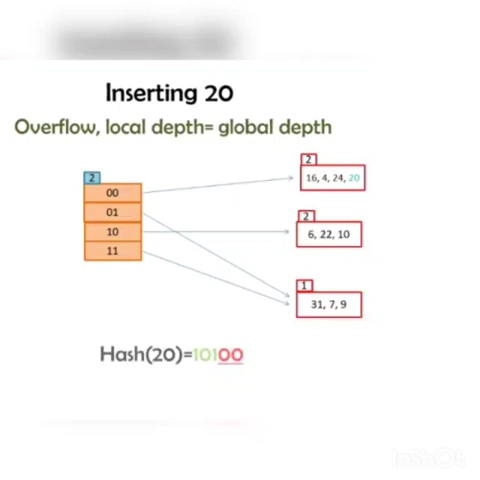 Inserting 20
Overflow, local depth= global depth
2
00
01
10
11
2
16, 4, 24, 20
2
6, 22, 10
1
31, 7, 9
Hash(20)=10100